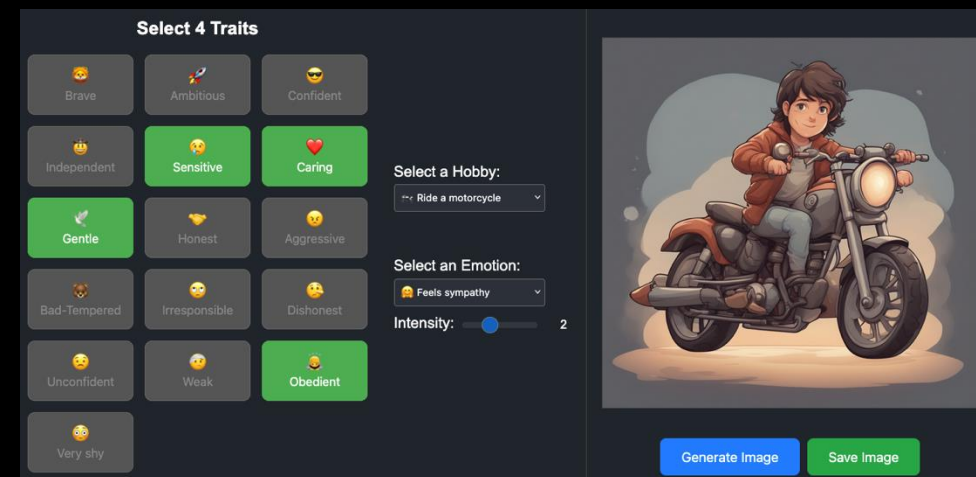 Select 4 Traits
Brave
Ambitious
Confident
Independent
Sensitive
Caring
Gentle
Honest
Aggressive
Bad-Tempered
Irresponsible
Dishonest
Unconfident
Weak
Obedient
Very shy
Select a Hobby:
Ride a motorcycle
Select an Emotion:
🤗 Feels sympathy
Intensity: 2
Generate Image
Save Image